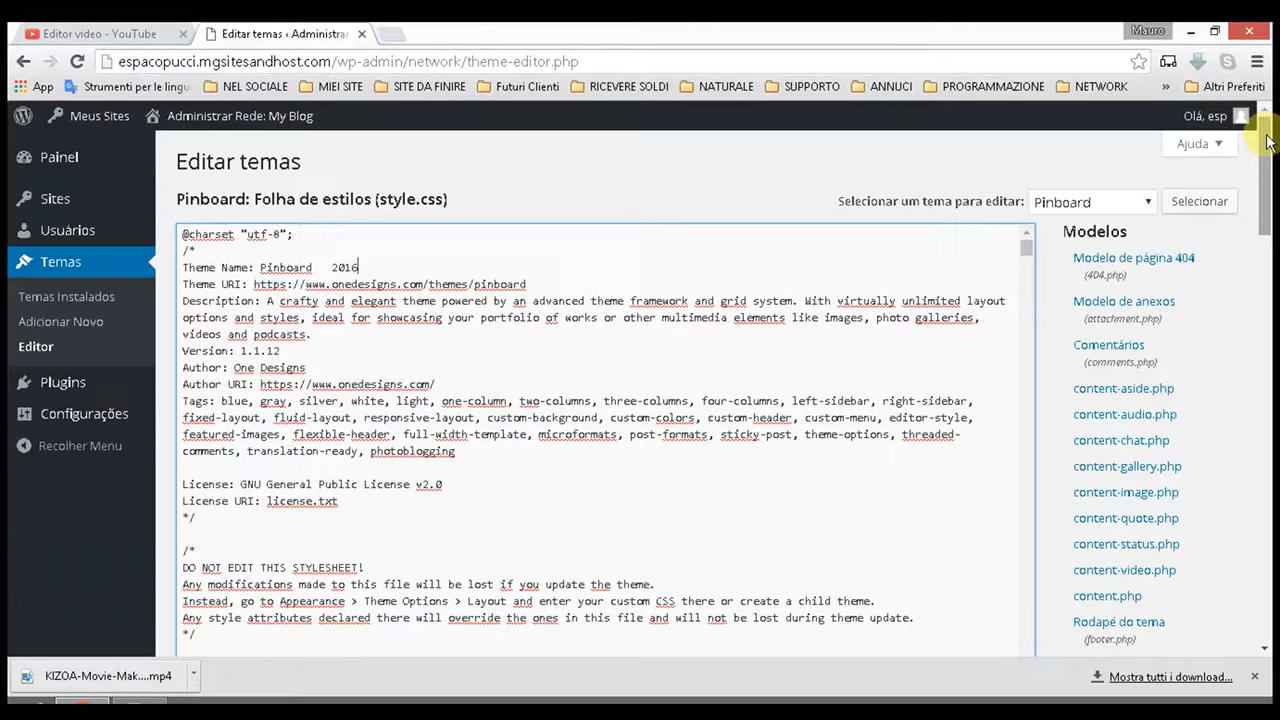 Editor video - YouTube
Editar temas ‹ Administra
Mauro
espacopucci.mgsitesandhost.com/wp-admin/network/theme-editor.php
App Strumenti per le lingu NEL SOCIALE MIEI SITE SITE DA FINIRE Futuri Clienti RICEVERE SOLDI NATURALE SUPPORTO ANNUCI PROGRAMMAZIONE NETWORK » Altri Preferiti
Meus Sites Administrar Rede: My Blog Olá, esp
Ajuda
Painel
Sites
Usuários
Temas
Temas Instalados
Adicionar Novo
Editor
Plugins
Configurações
Recolher Menu
Editar temas
Pinboard: Folha de estilos (style.css)
Selecionar um tema para editar: Pinboard Selecionar
@charset "utf-8";
/*
Theme Name: Pinboard   2016
Theme URI: https://www.onedesigns.com/themes/pinboard
Description: A crafty and elegant theme powered by an advanced theme framework and grid system. With virtually unlimited layout
options and styles, ideal for showcasing your portfolio of works or other multimedia elements like images, photo galleries,
videos and podcasts.
Version: 1.1.12
Author: One Designs
Author URI: https://www.onedesigns.com/
Tags: blue, gray, silver, white, light, one-column, two-columns, three-columns, four-columns, left-sidebar, right-sidebar,
fixed-layout, fluid-layout, responsive-layout, custom-background, custom-colors, custom-header, custom-menu, editor-style,
featured-images, flexible-header, full-width-template, microformats, post-formats, sticky-post, theme-options, threaded-
comments, translation-ready, photoblogging
License: GNU General Public License v2.0
License URI: license.txt
*/
/*
DO NOT EDIT THIS STYLESHEET!
Any modifications made to this file will be lost if you update the theme.
Instead, go to Appearance > Theme Options > Layout and enter your custom CSS there or create a child theme.
Any style attributes declared there will override the ones in this file and will not be lost during theme update.
*/
Modelos
Modelo de página 404
(404.php)
Modelo de anexos
(attachment.php)
Comentários
(comments.php)
content-aside.php
content-audio.php
content-chat.php
content-gallery.php
content-image.php
content-quote.php
content-status.php
content-video.php
content.php
Rodapé do tema
(footer.php)
KIZOA-Movie-Mak....mp4
Mostra tutti i download...